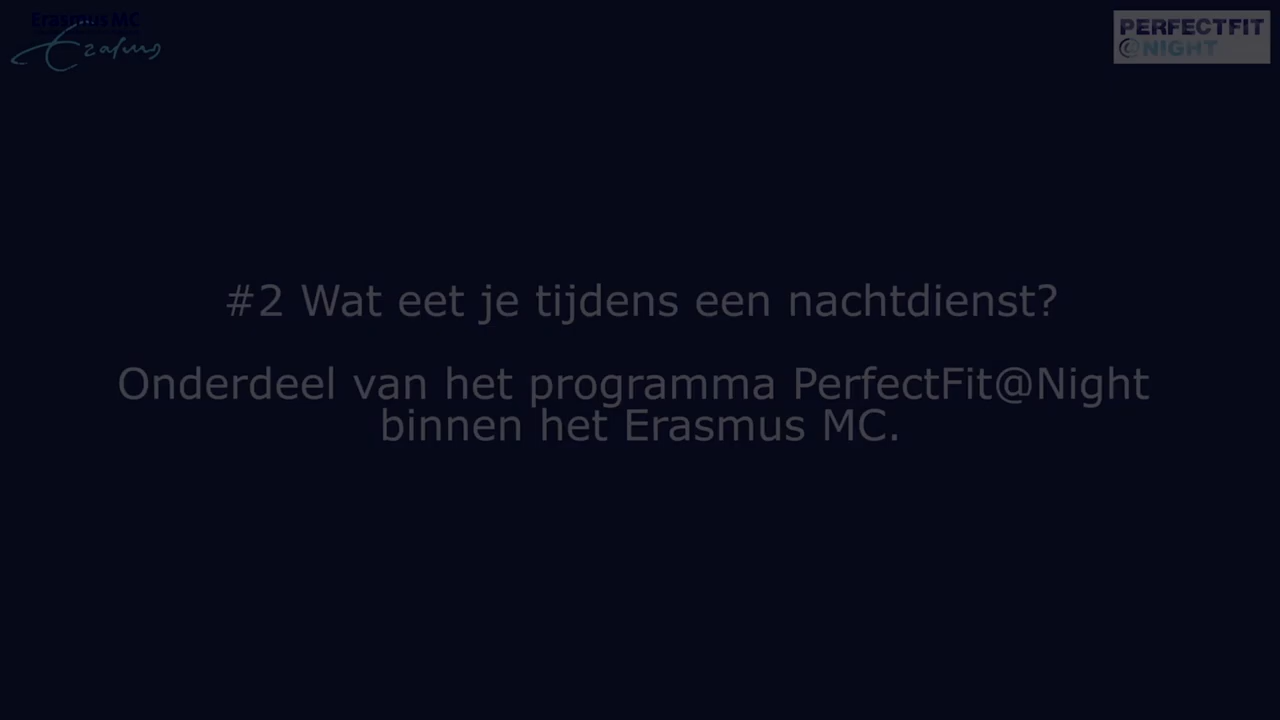 Erasmus MC
Erasmus
PERFECTFIT
@NIGHT
#2 Wat eet je tijdens een nachtdienst?
Onderdeel van het programma PerfectFit@Night
binnen het Erasmus MC.